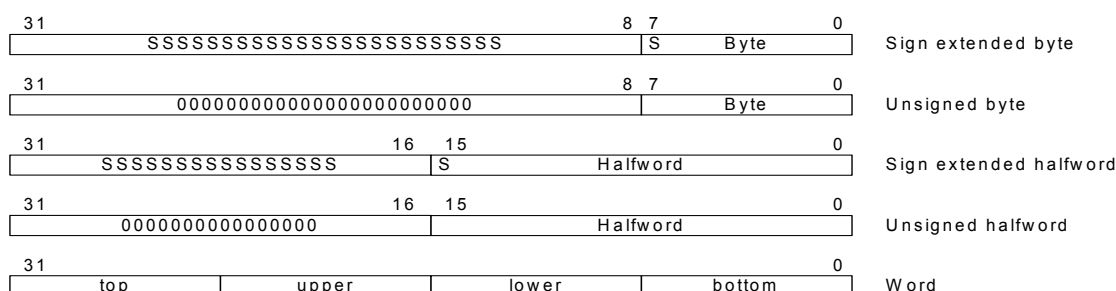 31 8 7 0
SSSSSSSSSSSSSSSSSSSSSSSS S Byte Sign extended byte
31 8 7 0
000000000000000000000000 Byte Unsigned byte
31 16 15 0
SSSSSSSSSSSSSSSS S Halfword Sign extended halfword
31 16 15 0
0000000000000000 Halfword Unsigned halfword
31 0
top upper lower bottom Word